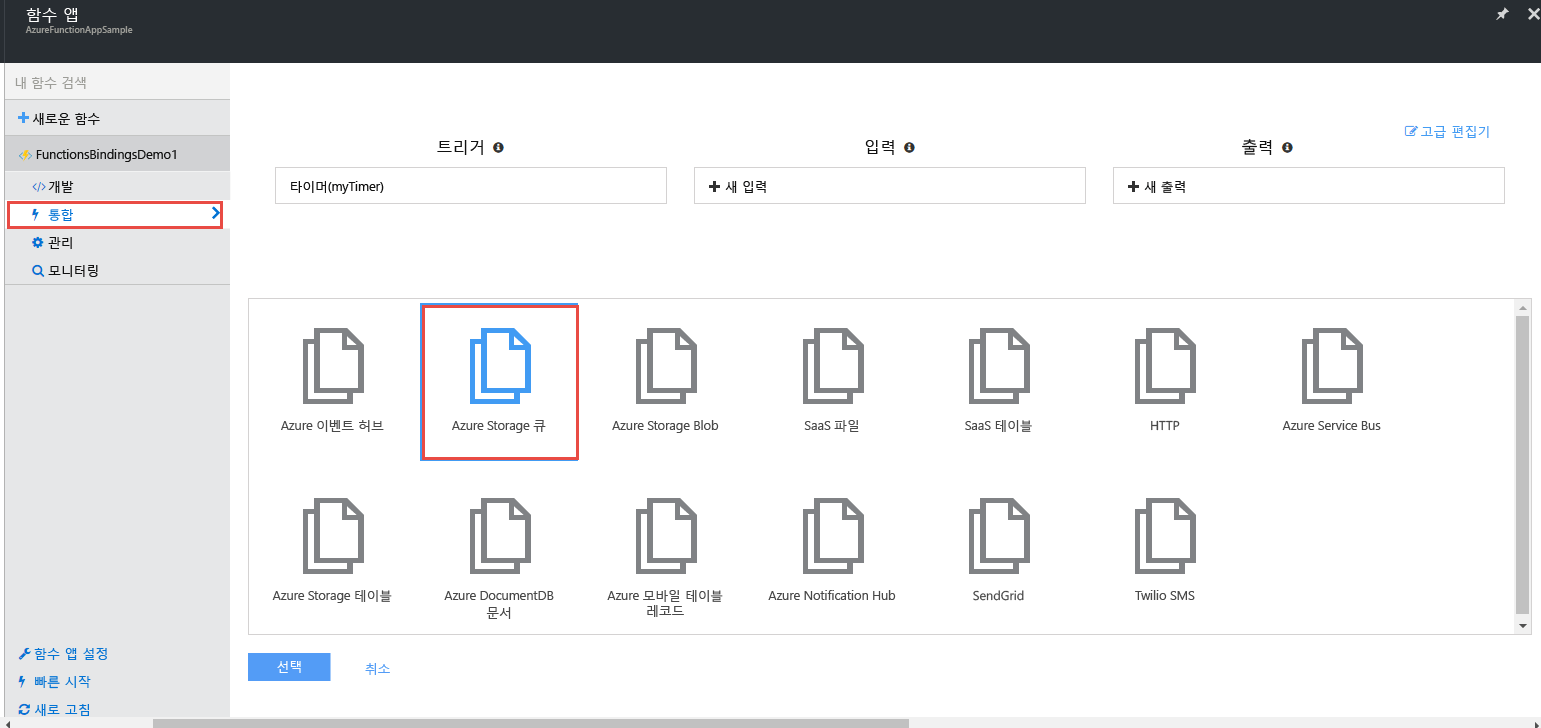 함수 앱
AzureFunctionAppSample
내 함수 검색
새로운 함수
FunctionsBindingsDemo1
</> 개발
통합
관리
모니터링
고급 편집기
트리거
입력
출력
타이머(myTimer)
새 입력
새 출력
Azure 이벤트 허브
Azure Storage 큐
Azure Storage Blob
SaaS 파일
SaaS 테이블
HTTP
Azure Service Bus
Azure Storage 테이블
Azure DocumentDB
문서
Azure 모바일 테이블
레코드
Azure Notification Hub
SendGrid
Twilio SMS
선택
취소
함수 앱 설정
빠른 시작
새로 고침